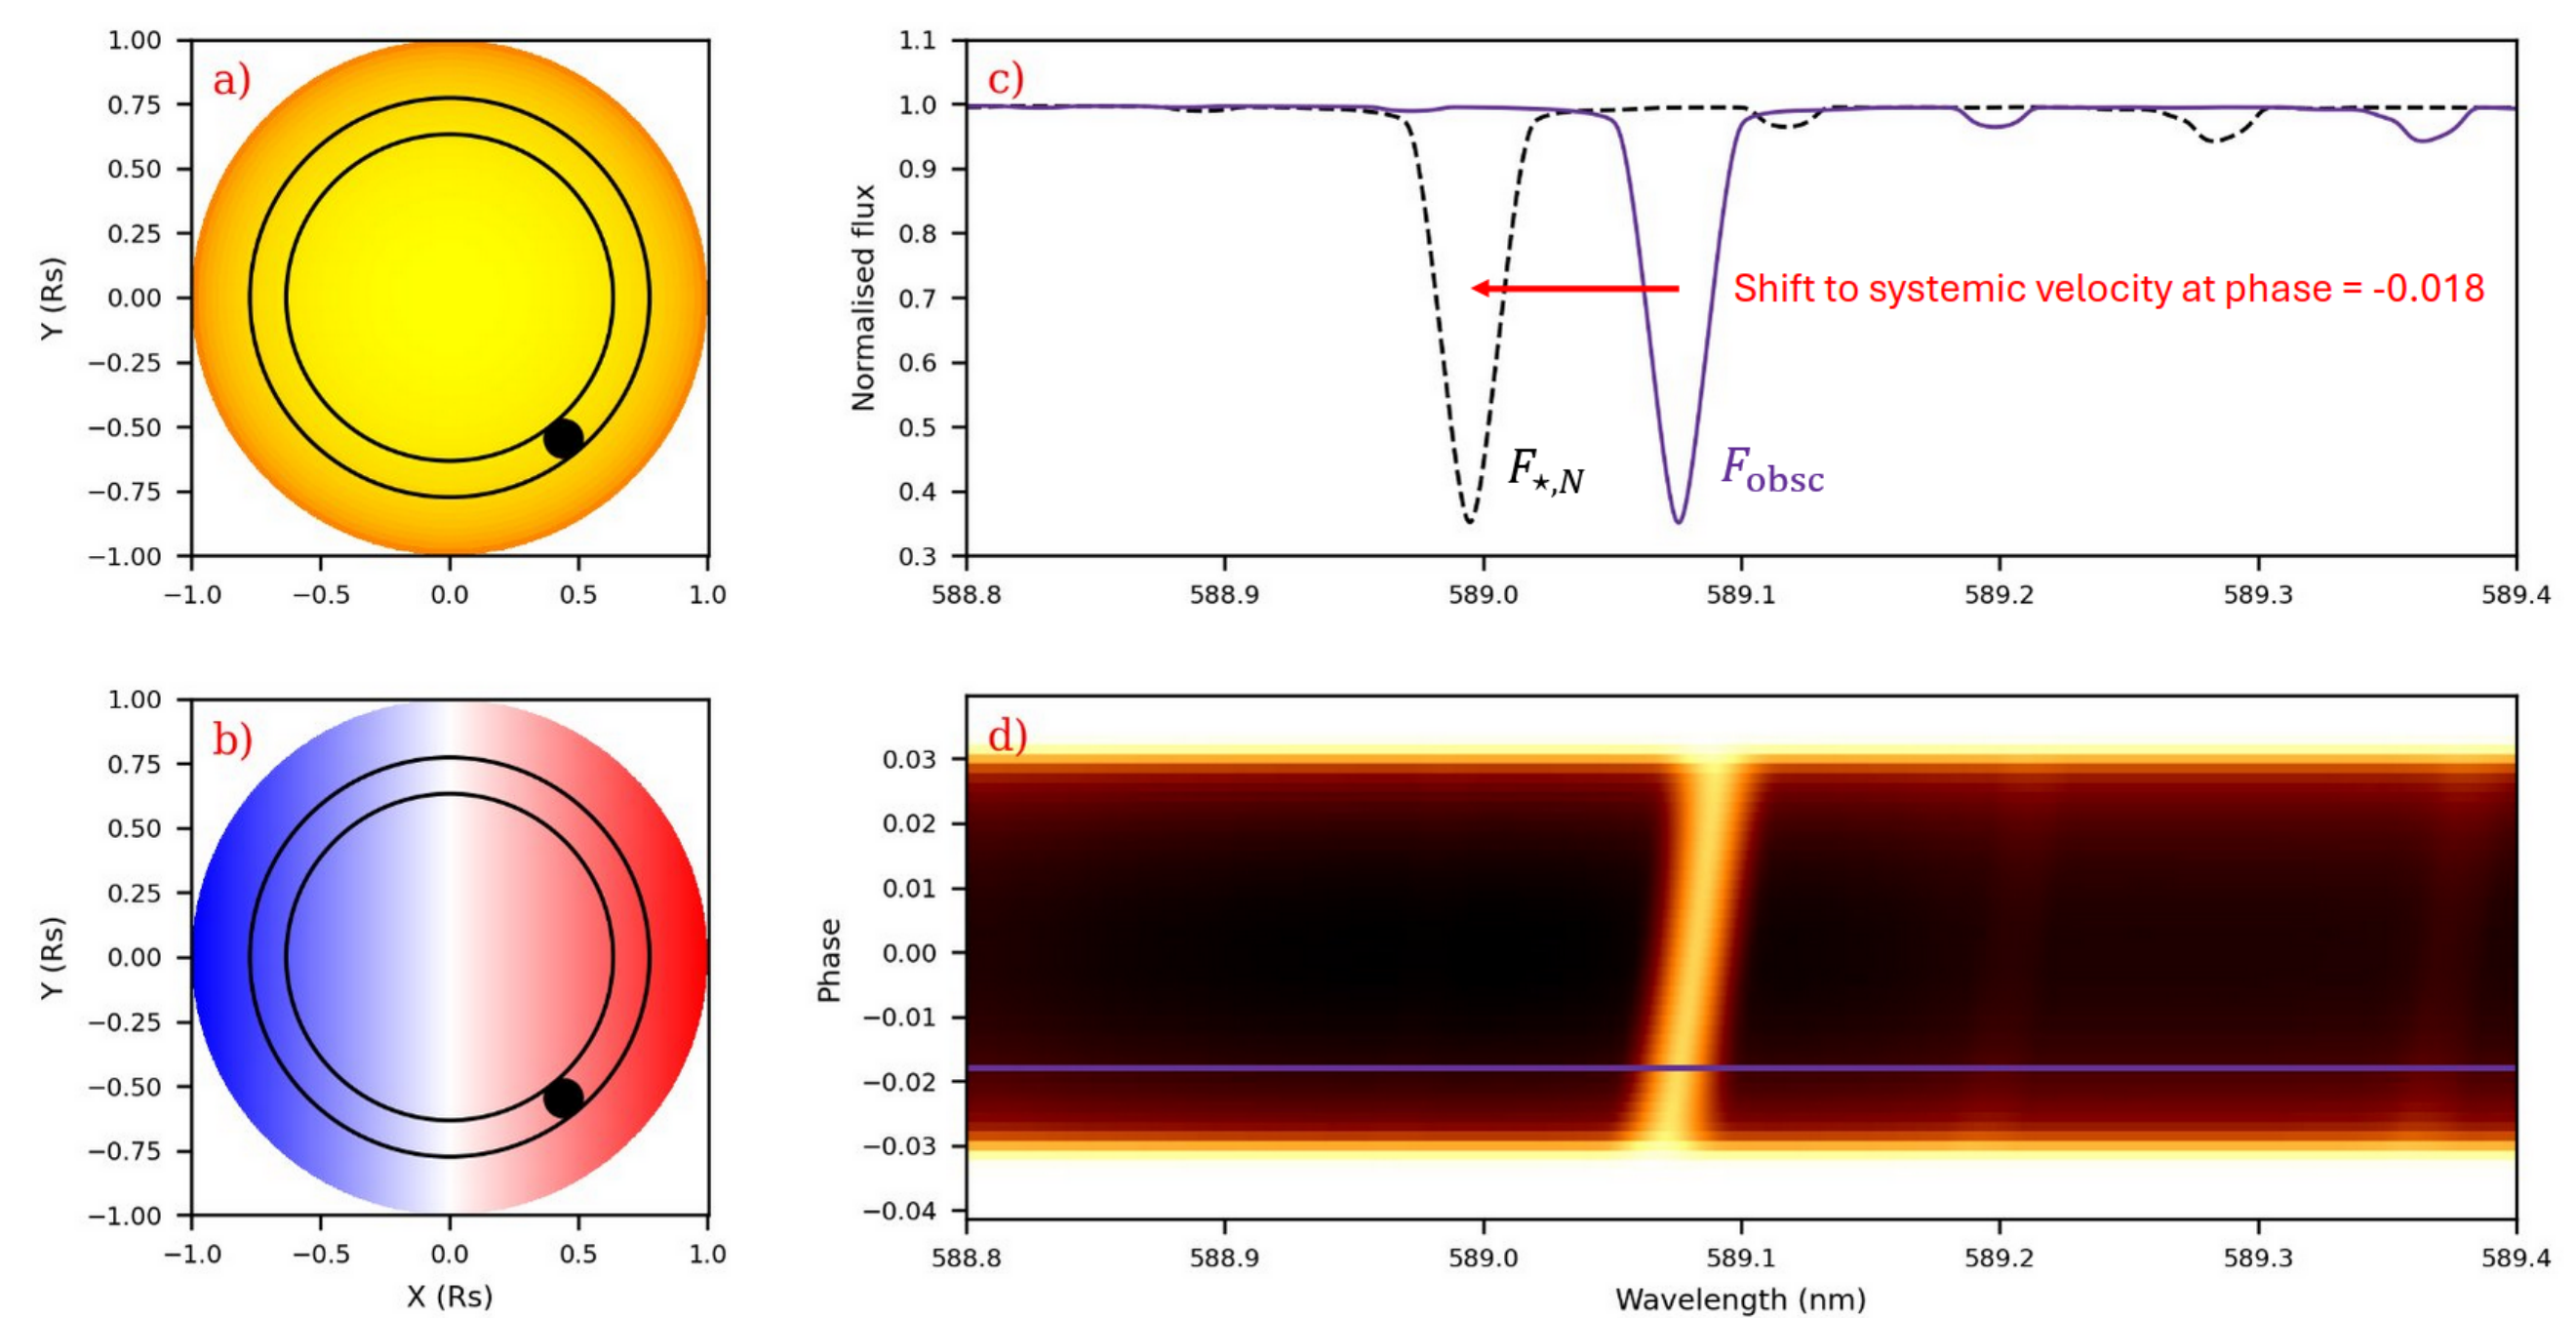 a)
1.00
0.75
0.50
0.25
0.00
−0.25
−0.50
−0.75
−1.00
Y (Rs)
−1.0 −0.5 0.0 0.5 1.0
c)
1.1
1.0
0.9
0.8
0.7
0.6
0.5
0.4
0.3
Normalised flux
Shift to systemic velocity at phase = -0.018
F⋆,N
Fobsc
588.8 588.9 589.0 589.1 589.2 589.3 589.4
b)
1.00
0.75
0.50
0.25
0.00
−0.25
−0.50
−0.75
−1.00
Y (Rs)
−1.0 −0.5 0.0 0.5 1.0
X (Rs)
d)
0.03
0.02
0.01
0.00
−0.01
−0.02
−0.03
−0.04
Phase
588.8 588.9 589.0 589.1 589.2 589.3 589.4
Wavelength (nm)